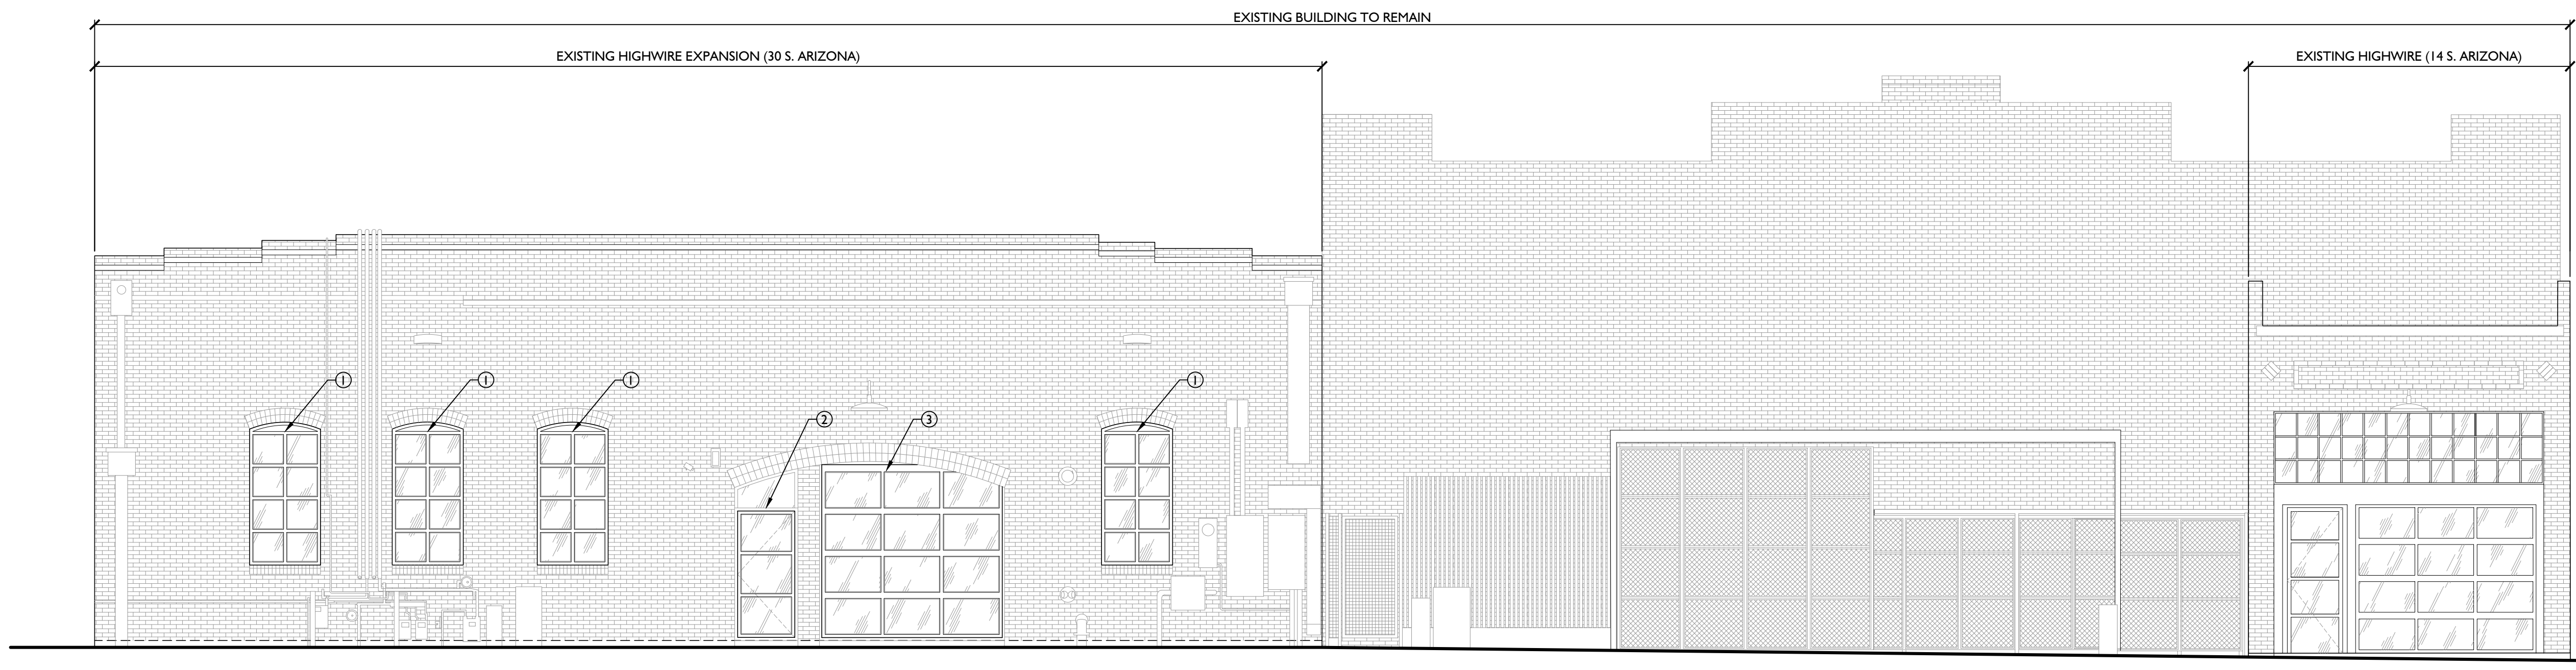 EXISTING BUILDING TO REMAIN
EXISTING HIGHWIRE EXPANSION (30 S. ARIZONA)
EXISTING HIGHWIRE (14 S. ARIZONA)
1
1
1
1
2
3